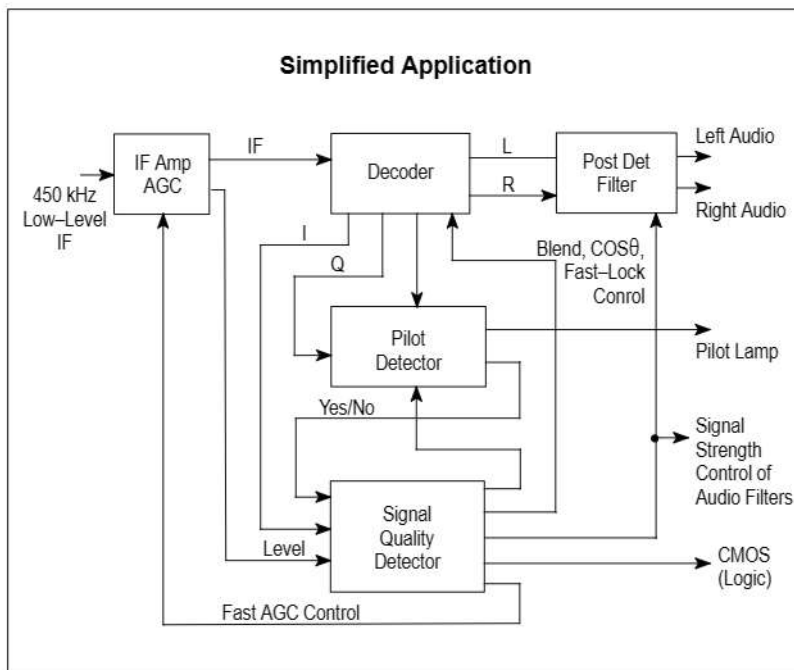 Simplified Application
450 kHz
Low–Level
IF
IF Amp
AGC
IF
Decoder
L
R
Post Det
Filter
Left Audio
Right Audio
I
Q
Blend, COSθ,
Fast–Lock
Conrol
Pilot
Detector
Pilot Lamp
Yes/No
Signal
Strength
Control of
Audio Filters
Signal
Quality
Detector
Level
CMOS
(Logic)
Fast AGC Control